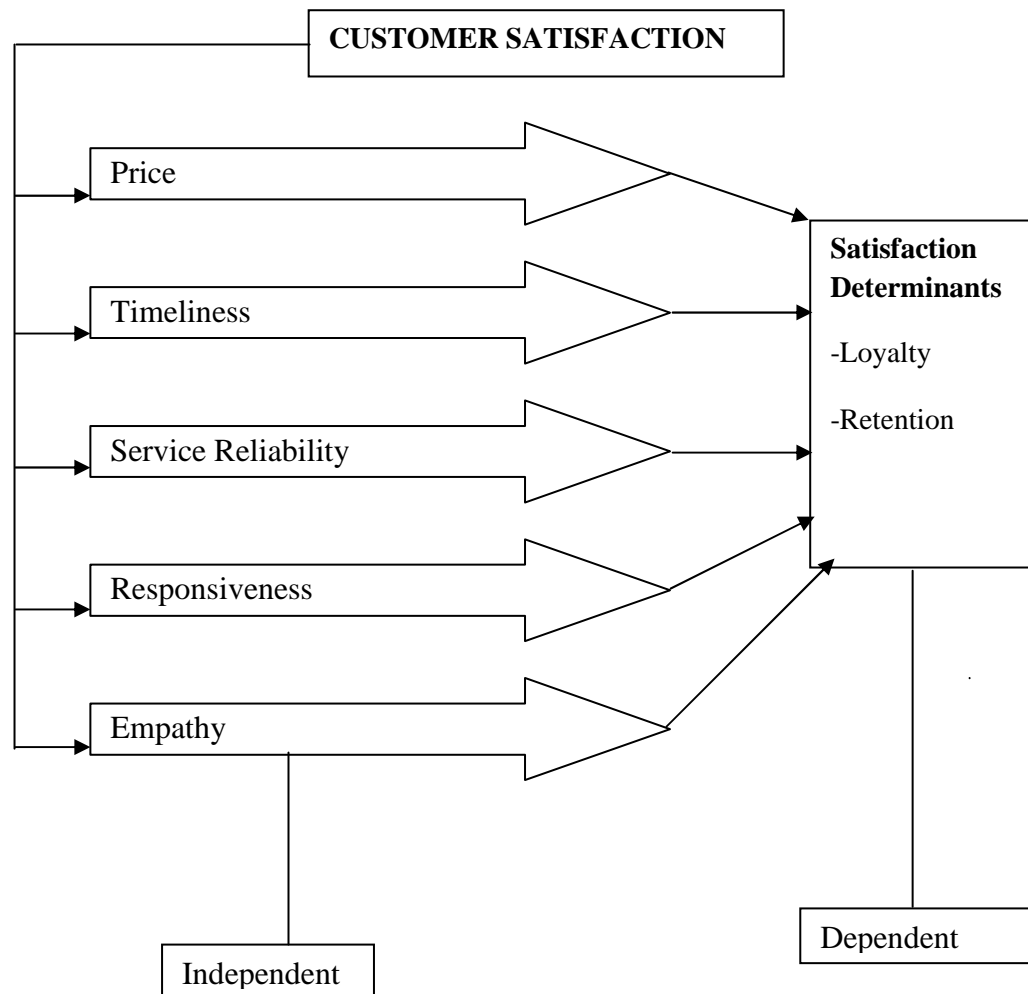 CUSTOMER SATISFACTION
Price
Timeliness
Service Reliability
Responsiveness
Empathy
Satisfaction
Determinants
-Loyalty
-Retention
Independent
Dependent